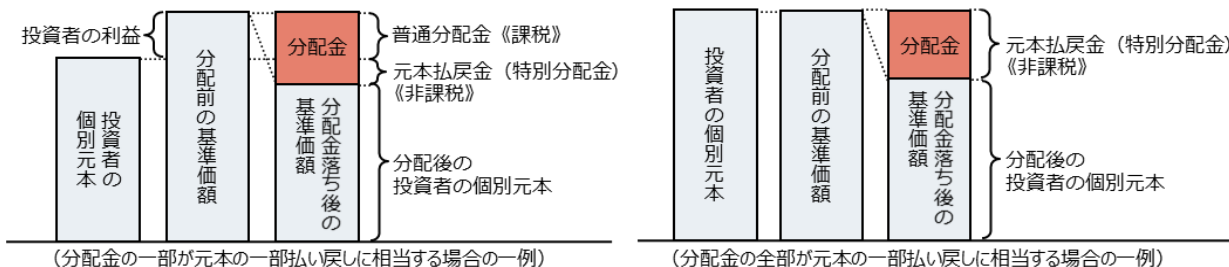 投資者の利益
投資者の
個別元本
分配前の基準価額
分配金
分配金落ち後の
基準価額
普通分配金《課税》
元本払戻金（特別分配金）
《非課税》
分配後の
投資者の個別元本
（分配金の一部が元本の一部払い戻しに相当する場合の一例）
投資者の個別元本
分配前の基準価額
分配金
分配金落ち後の
基準価額
元本払戻金（特別分配金）
《非課税》
分配後の
投資者の個別元本
（分配金の全部が元本の一部払い戻しに相当する場合の一例）